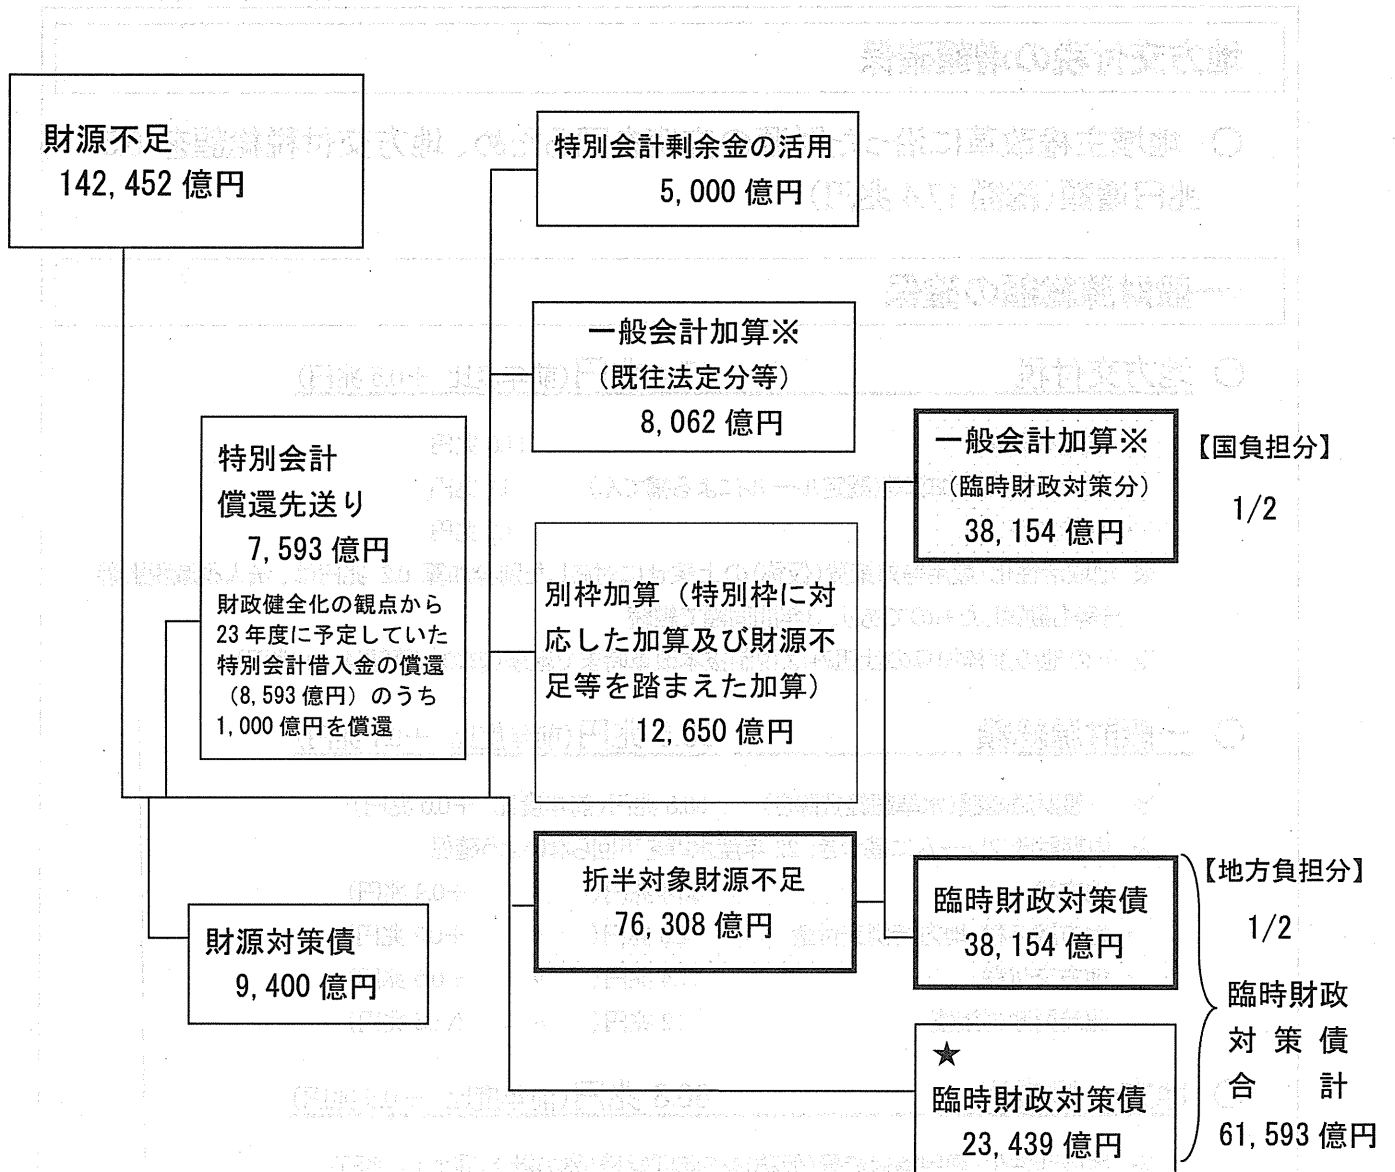 財源不足
142,452 億円
特別会計剰余金の活用
5,000 億円
一般会計加算※
(既往法定分等)
8,062 億円
特別会計
償還先送り
7,593 億円
財政健全化の観点から
23 年度に予定していた
特別会計借入金の償還
(8,593 億円)のうち
1,000 億円を償還
別枠加算(特別枠に対
応した加算及び財源不
足等を踏まえた加算)
12,650 億円
一般会計加算※
(臨時財政対策分)
38,154 億円
【国負担分】
1/2
財源対策債
9,400 億円
折半対象財源不足
76,308 億円
臨時財政対策債
38,154 億円
【地方負担分】
1/2
★
臨時財政対策債
23,439 億円
臨時財政
対策債
合計
61,593 億円